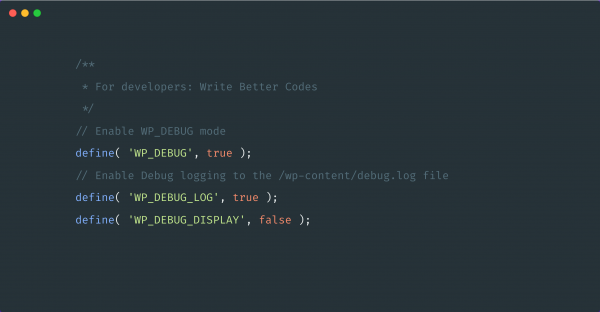 /**
* For developers: Write Better Codes
*/
// Enable WP_DEBUG mode
define( 'WP_DEBUG', true );
// Enable Debug logging to the /wp-content/debug.log file
define( 'WP_DEBUG_LOG', true );
define( 'WP_DEBUG_DISPLAY', false );